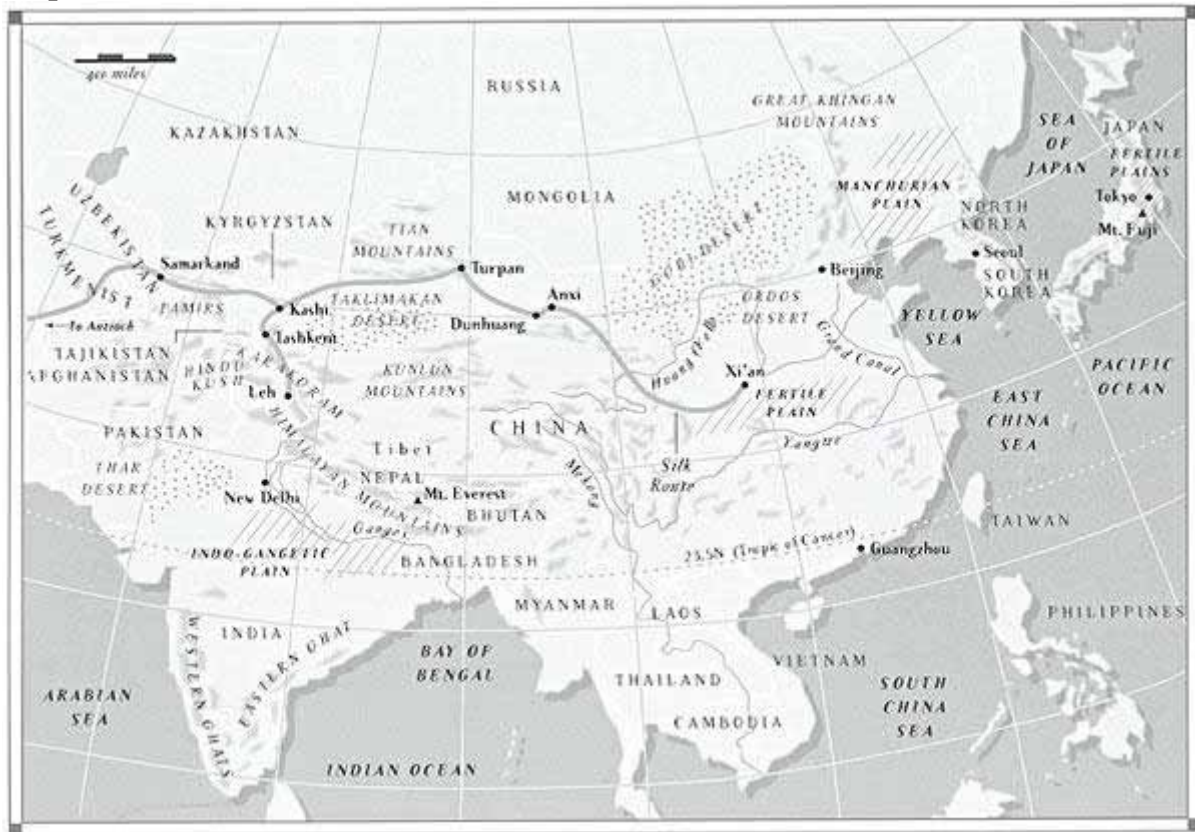 400 miles
RUSSIA
KAZAKHSTAN
GREAT KHINGAN
MOUNTAINS
SEA
OF
JAPAN
JAPAN
FERTILE
PLAINS
Tokyo
Mt. Fuji
UZBEKISTAN
TURKMENIST
KYRGYZSTAN
MONGOLIA
MANCHURIAN
PLAIN
NORTH
KOREA
TIAN
MOUNTAINS
GOBI DESERT
Samarkand
Turpan
Beijing
Seoul
SOUTH
KOREA
PAMIRS
Kashi
TAKLIMAKAN
DESERT
Anxi
Dunhuang
ORDOS
DESERT
To Antioch
Tashkent
YELLOW
SEA
Grand Canal
TAJIKISTAN
AFGHANISTAN
HINDU
KUSH
KARAKORAM
KUNLUN
MOUNTAINS
Xi'an
PACIFIC
OCEAN
Leh
FERTILE
PLAIN
CHINA
EAST
CHINA
SEA
PAKISTAN
HIMALAYAN MOUNTAINS
Tibet
Yangtze
Mekong
Silk
Route
THAR
DESERT
NEPAL
New Delhi
Mt. Everest
BHUTAN
Ganges
TAIWAN
INDO-GANGETIC
PLAIN
BANGLADESH
23.5N (Tropic of Cancer)
Guangzhou
MYANMAR
LAOS
PHILIPPINES
INDIA
WESTERN GHATS
EASTERN GHAT
BAY OF
BENGAL
VIETNAM
ARABIAN
SEA
THAILAND
SOUTH
CHINA
SEA
CAMBODIA
INDIAN OCEAN